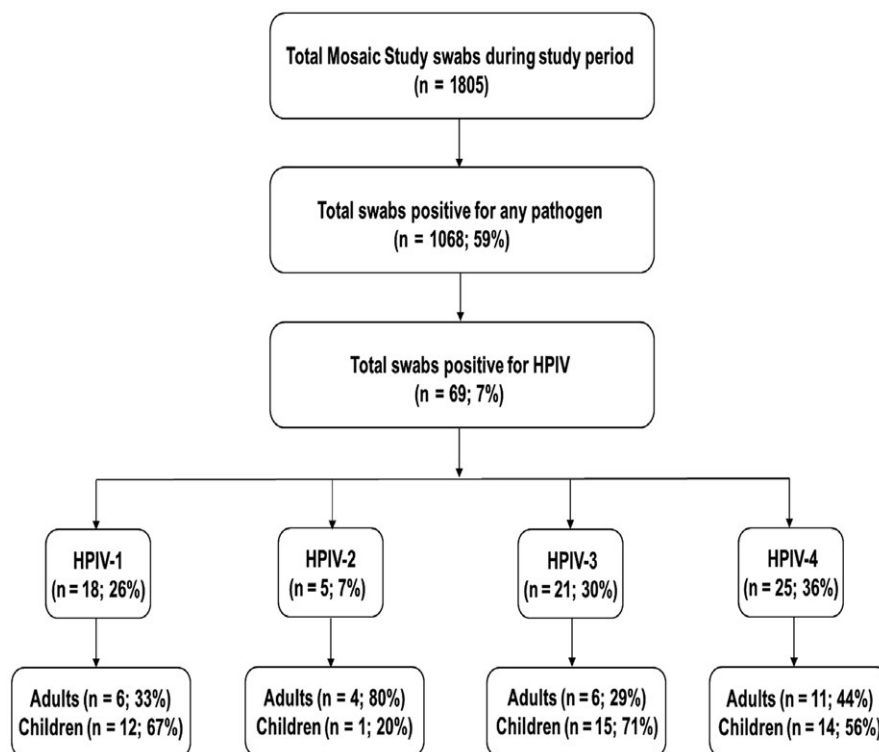 Total Mosaic Study swabs during study period
(n = 1805)
Total swabs positive for any pathogen
(n = 1068; 59%)
Total swabs positive for HPIV
(n = 69; 7%)
HPIV-1
(n = 18; 26%)
HPIV-2
(n = 5; 7%)
HPIV-3
(n = 21; 30%)
HPIV-4
(n = 25; 36%)
Adults (n = 6; 33%)
Children (n = 12; 67%)
Adults (n = 4; 80%)
Children (n = 1; 20%)
Adults (n = 6; 29%)
Children (n = 15; 71%)
Adults (n = 11; 44%)
Children (n = 14; 56%)